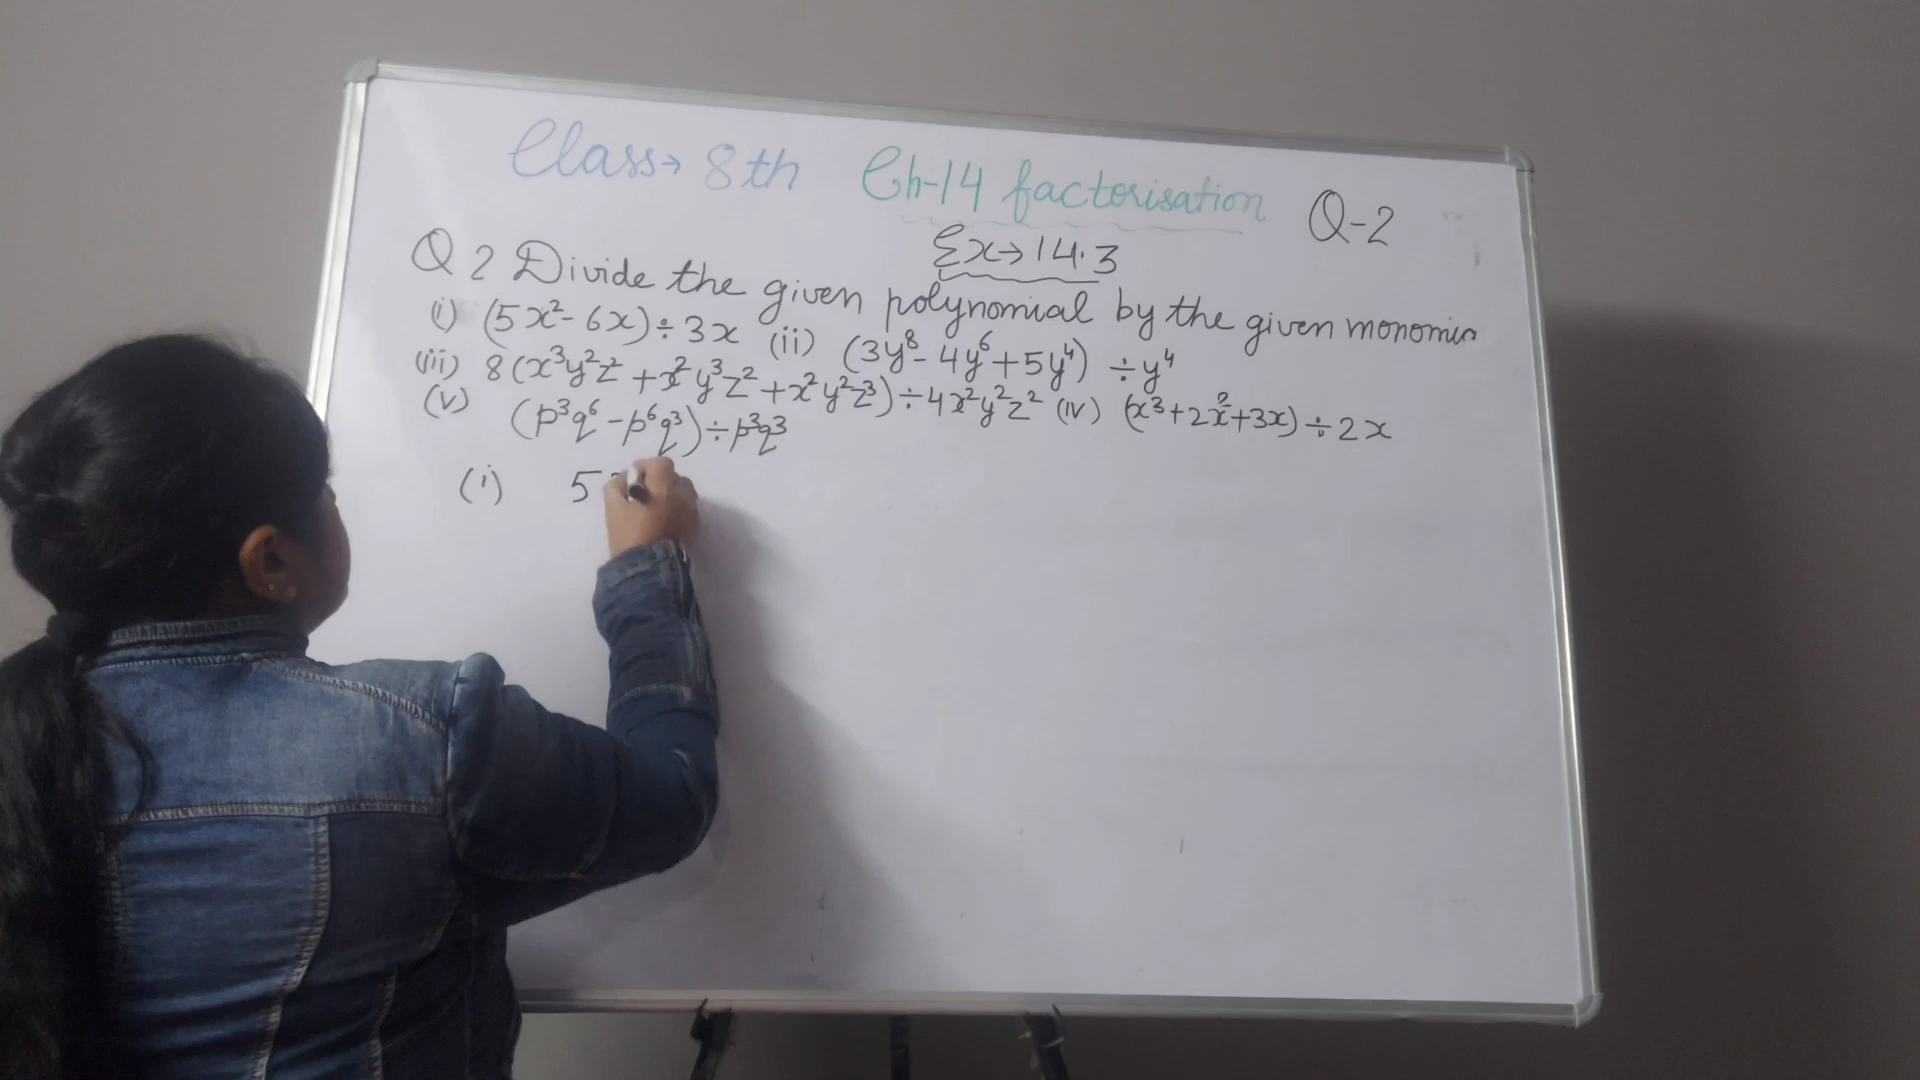 Class→ 8th Ch-14 factorisation Q-2
Ex→14.3
Q 2 Divide the given polynomial by the given monomia
(i) (5x²- 6x)÷3x (ii) (3y⁸- 4y⁶+5y⁴) ÷y⁴
(iii) 8(x³y²z² +x²y³z²+x²y²z³)÷4x²y²z² (iv) (x³+2x²+3x)÷2x
(v) (p³q⁶-p⁶q³)÷p³q³
(i) 5